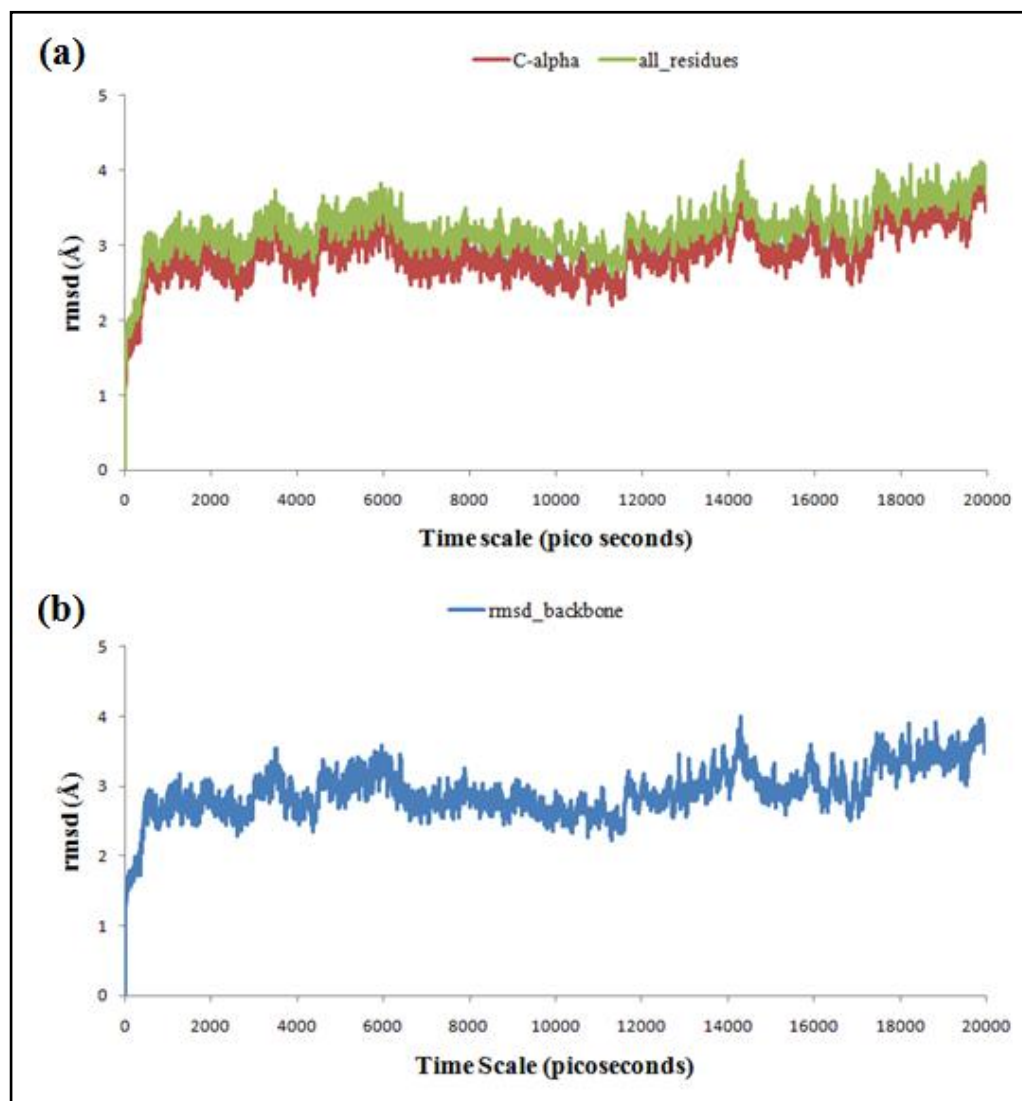 (a)
C-alpha all_residues
5
4
3
2
1
0
rmsd (Å)
0 2000 4000 6000 8000 10000 12000 14000 16000 18000 20000
Time scale (pico seconds)
(b)
rmsd_backbone
5
4
3
2
1
0
rmsd (Å)
0 2000 4000 6000 8000 10000 12000 14000 16000 18000 20000
Time Scale (picoseconds)